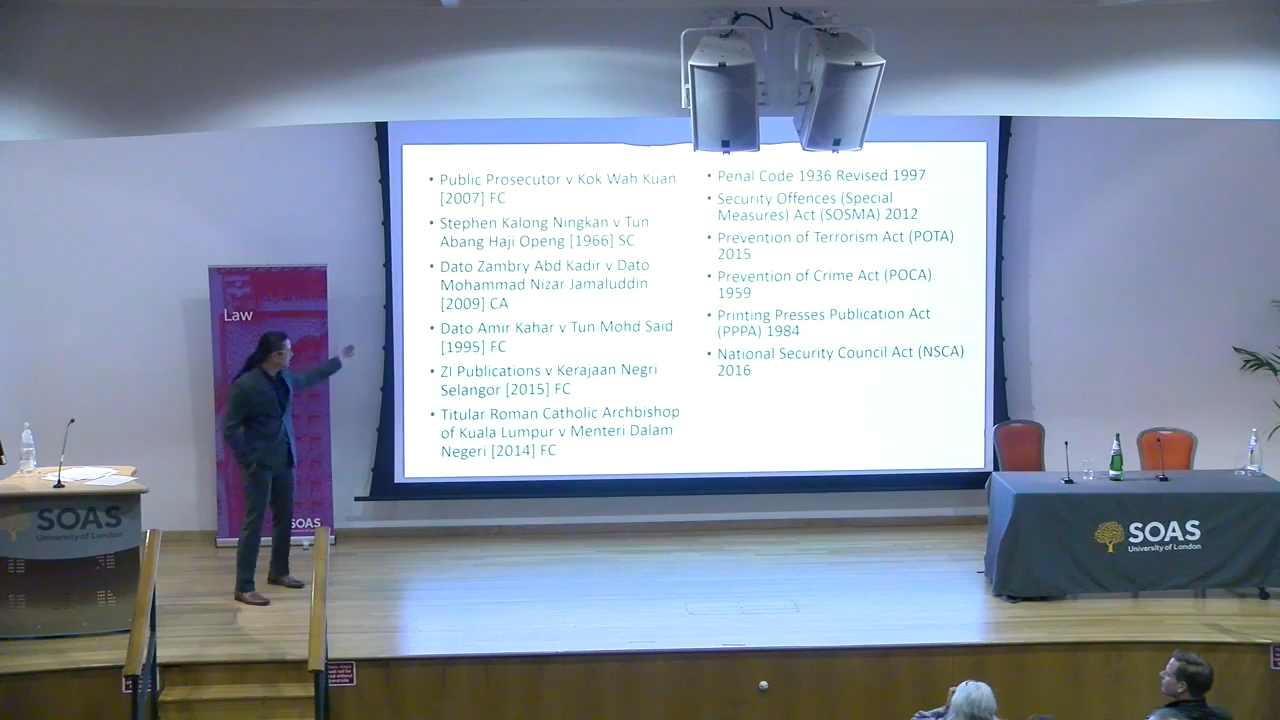 • Public Prosecutor v Kok Wah Kuan
[2007] FC
• Stephen Kalong Ningkan v Tun
Abang Haji Openg [1966] SC
• Dato Zambry Abd Kadir v Dato
Mohammad Nizar Jamaluddin
[2009] CA
• Dato Amir Kahar v Tun Mohd Said
[1995] FC
• ZI Publications v Kerajaan Negri
Selangor [2015] FC
• Titular Roman Catholic Archbishop
of Kuala Lumpur v Menteri Dalam
Negeri [2014] FC
• Penal Code 1936 Revised 1997
• Security Offences (Special
Measures) Act (SOSMA) 2012
• Prevention of Terrorism Act (POTA)
2015
• Prevention of Crime Act (POCA)
1959
• Printing Presses Publication Act
(PPPA) 1984
• National Security Council Act (NSCA)
2016
Law
SOAS
SOAS
University of London
SOAS
University of London